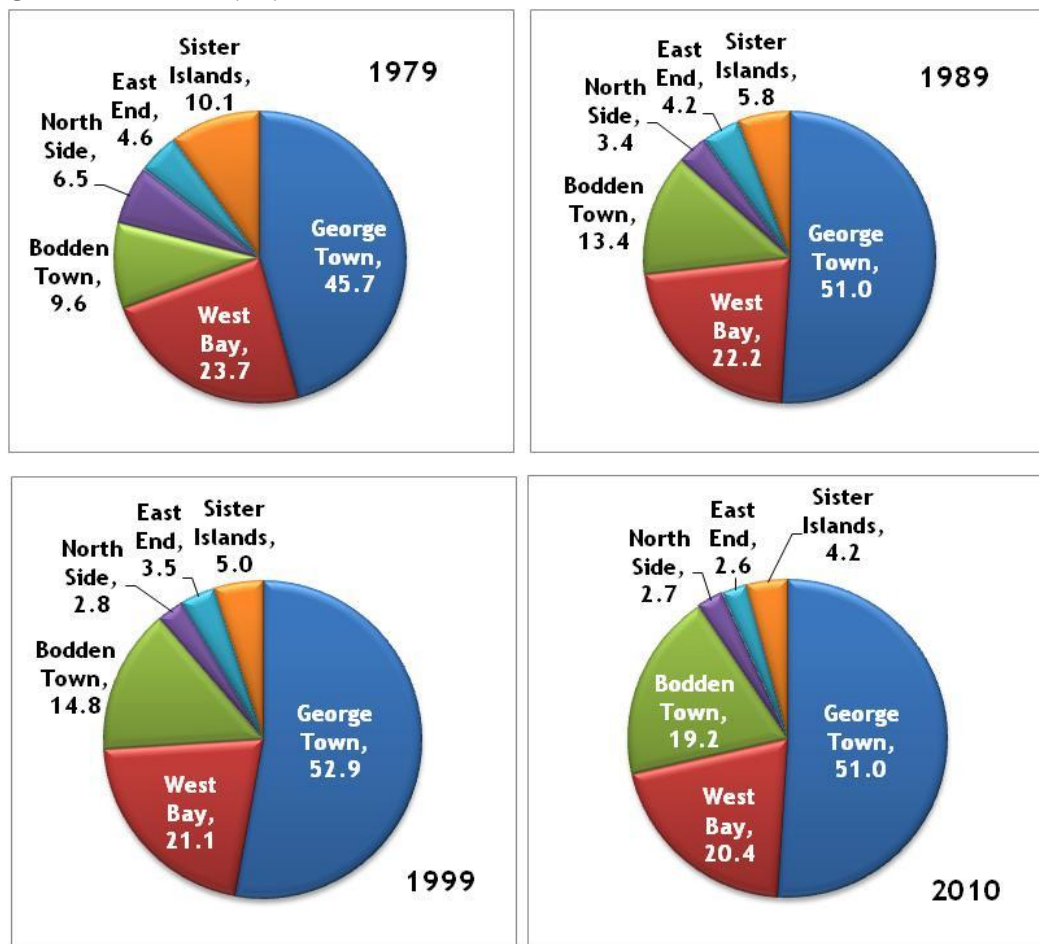 Sister
Islands,
10.1
East
End,
4.6
North
Side,
6.5
Bodden
Town,
9.6
West
Bay,
23.7
George
Town,
45.7
1979
Sister
Islands,
5.8
East
End,
4.2
North
Side,
3.4
Bodden
Town,
13.4
West
Bay,
22.2
George
Town,
51.0
1989
Sister
Islands,
5.0
East
End,
3.5
North
Side,
2.8
Bodden
Town,
14.8
West
Bay,
21.1
George
Town,
52.9
1999
Sister
Islands,
4.2
East
End,
2.6
North
Side,
2.7
Bodden
Town,
19.2
West
Bay,
20.4
George
Town,
51.0
2010